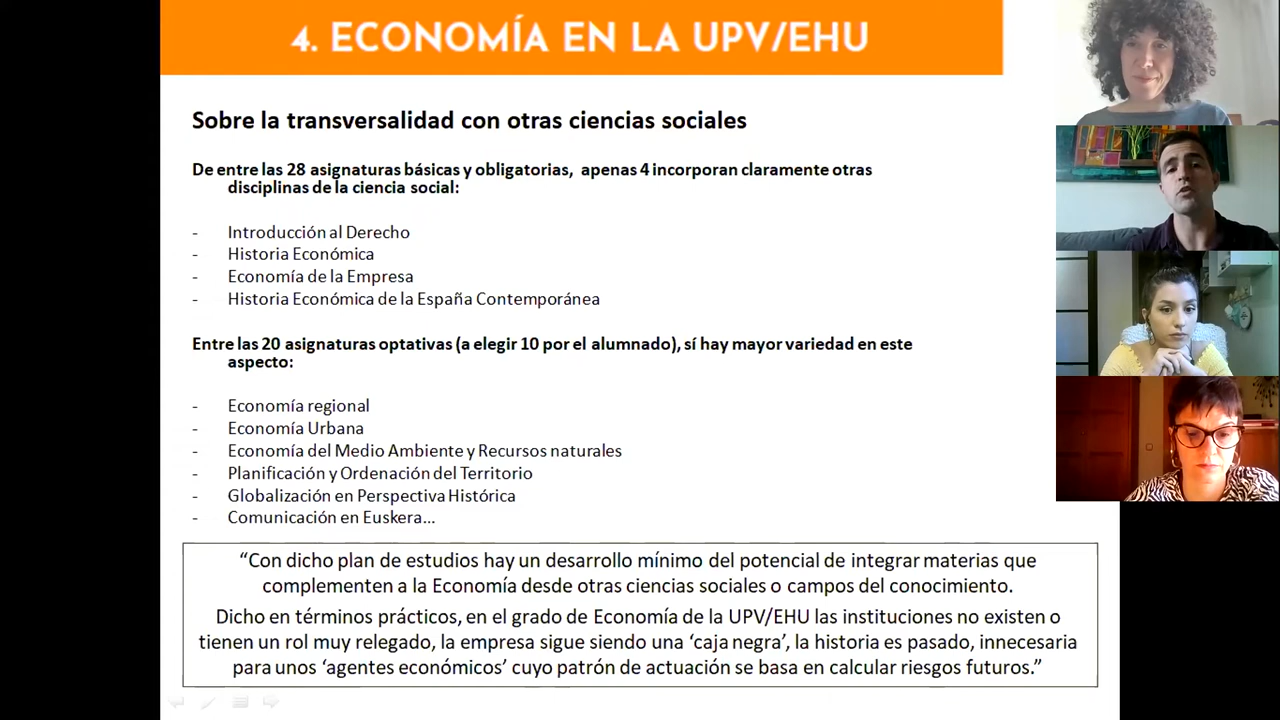 4. ECONOMÍA EN LA UPV/EHU
Sobre la transversalidad con otras ciencias sociales
De entre las 28 asignaturas básicas y obligatorias, apenas 4 incorporan claramente otras
disciplinas de la ciencia social:
- Introducción al Derecho
- Historia Económica
- Economía de la Empresa
- Historia Económica de la España Contemporánea
Entre las 20 asignaturas optativas (a elegir 10 por el alumnado), sí hay mayor variedad en este
aspecto:
- Economía regional
- Economía Urbana
- Economía del Medio Ambiente y Recursos naturales
- Planificación y Ordenación del Territorio
- Globalización en Perspectiva Histórica
- Comunicación en Euskera...
“Con dicho plan de estudios hay un desarrollo mínimo del potencial de integrar materias que
complementen a la Economía desde otras ciencias sociales o campos del conocimiento.
Dicho en términos prácticos, en el grado de Economía de la UPV/EHU las instituciones no existen o
tienen un rol muy relegado, la empresa sigue siendo una ‘caja negra’, la historia es pasado, innecesaria
para unos ‘agentes económicos’ cuyo patrón de actuación se basa en calcular riesgos futuros.”